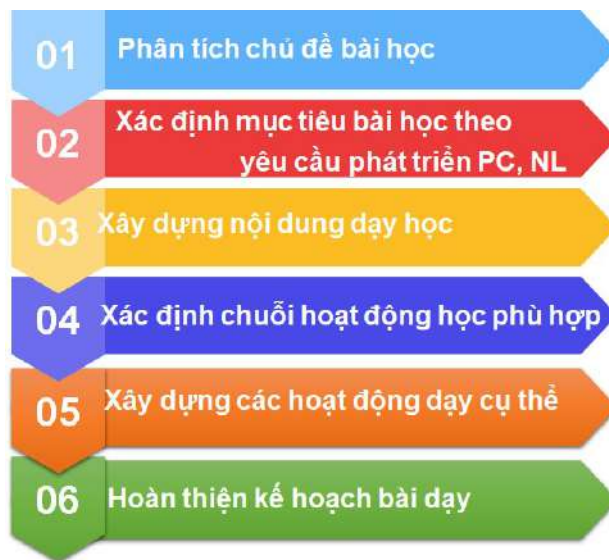 01
Phân tích chủ đề bài học
02
Xác định mục tiêu bài học theo
yêu cầu phát triển PC, NL
03
Xây dựng nội dung dạy học
04
Xác định chuỗi hoạt động học phù hợp
05
Xây dựng các hoạt động dạy cụ thể
06
Hoàn thiện kế hoạch bài dạy